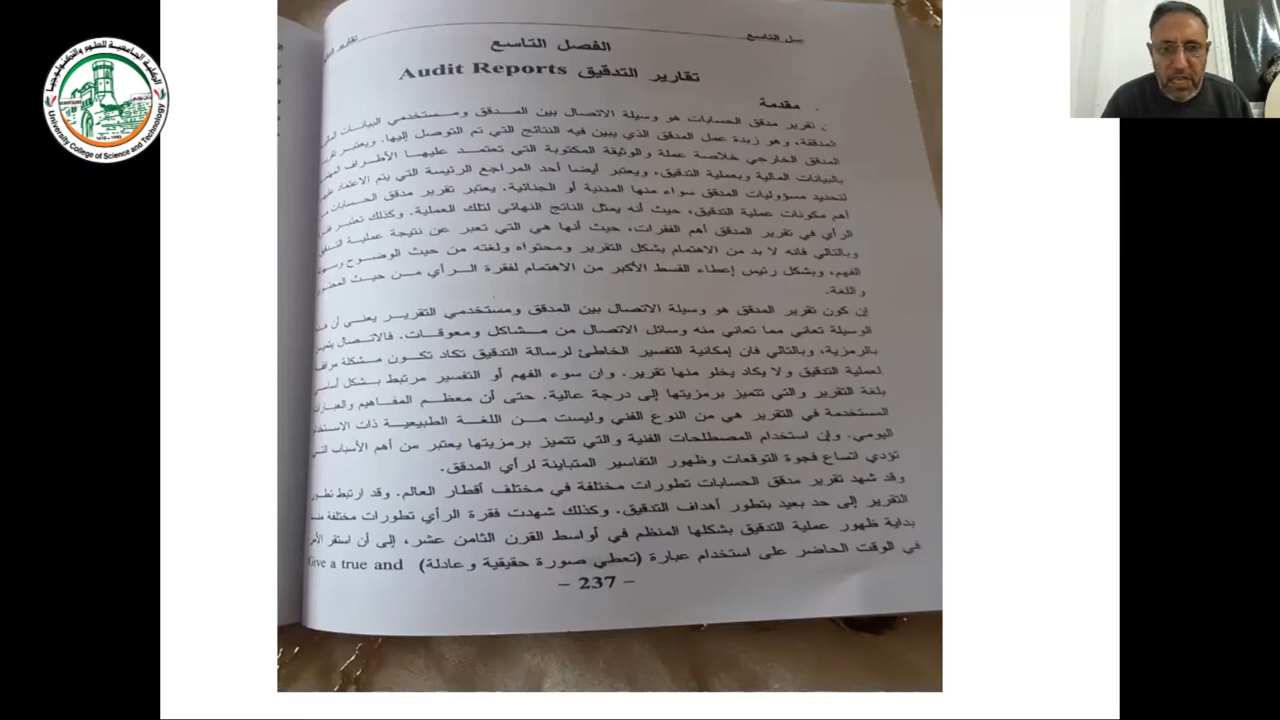 الكلية الجامعية للعلوم والتكنولوجيا
University College of Science and Technology
الفصل التاسع
تقارير التدقيق Audit Reports
مقدمة
تقرير مدقق الحسابات هو وسيلة الاتصال بين المدقق ومستخدمي البيانات
المدققة، وهو زبدة عمل المدقق الذي يبين فيه النتائج التي تم التوصل إليها. ويعتبر
المدقق الخارجي خلاصة عملة والوثيقة المكتوبة التي تعتمد عليها الأطراف
بالبيانات المالية وبعملية التدقيق، ويعتبر أيضا أحد المراجع الرئيسة التي يتم الاعتماد
لتحديد مسؤوليات المدقق سواء منها المدنية أو الجنائية. يعتبر تقرير مدقق الحسابات
أهم مكونات عملية التدقيق، حيث أنه يمثل الناتج النهائي لتلك العملية. وكذلك تعتبر
الرأي في تقرير المدقق أهم الفقرات، حيث أنها هي التي تعبر عن نتيجة عملية
وبالتالي فانه لا بد من الاهتمام بشكل التقرير ومحتواه ولغته من حيث الوضوح
الفهم، وبشكل رئيس إعطاء القسط الأكبر من الاهتمام لفقرة الرأي من حيث
واللغة.
إن كون تقرير المدقق هو وسيلة الاتصال بين المدقق ومستخدمي التقرير يعني أن
الوسيلة تعاني مما تعاني منه وسائل الاتصال من مشاكل ومعوقات. فالاتصال
بالرمزية، وبالتالي فان إمكانية التفسير الخاطئ لرسالة التدقيق تكاد تكون مشكلة
لعملية التدقيق ولا يكاد يخلو منها تقرير. وان سوء الفهم أو التفسير مرتبط بشكل
بلغة التقرير والتي تتميز برمزيتها إلى درجة عالية. حتى أن معظم المفاهيم
المستخدمة في التقرير هي من النوع الفني وليست من اللغة الطبيعية ذات
اليومي. وإن استخدام المصطلحات الفنية والتي تتميز برمزيتها يعتبر من أهم الأسباب
تؤدي اتساع فجوة التوقعات وظهور التفاسير المتباينة لرأي المدقق.
وقد شهد تقرير مدقق الحسابات تطورات مختلفة في مختلف أقطار العالم. وقد ارتبط
التقرير إلى حد بعيد بتطور أهداف التدقيق. وكذلك شهدت فقرة الرأي تطورات مختلفة
بداية ظهور عملية التدقيق بشكلها المنظم في أواسط القرن الثامن عشر، إلى أن استقر
في الوقت الحاضر على استخدام عبارة (تعطي صورة حقيقية وعادلة) Give a true and
- 237 -